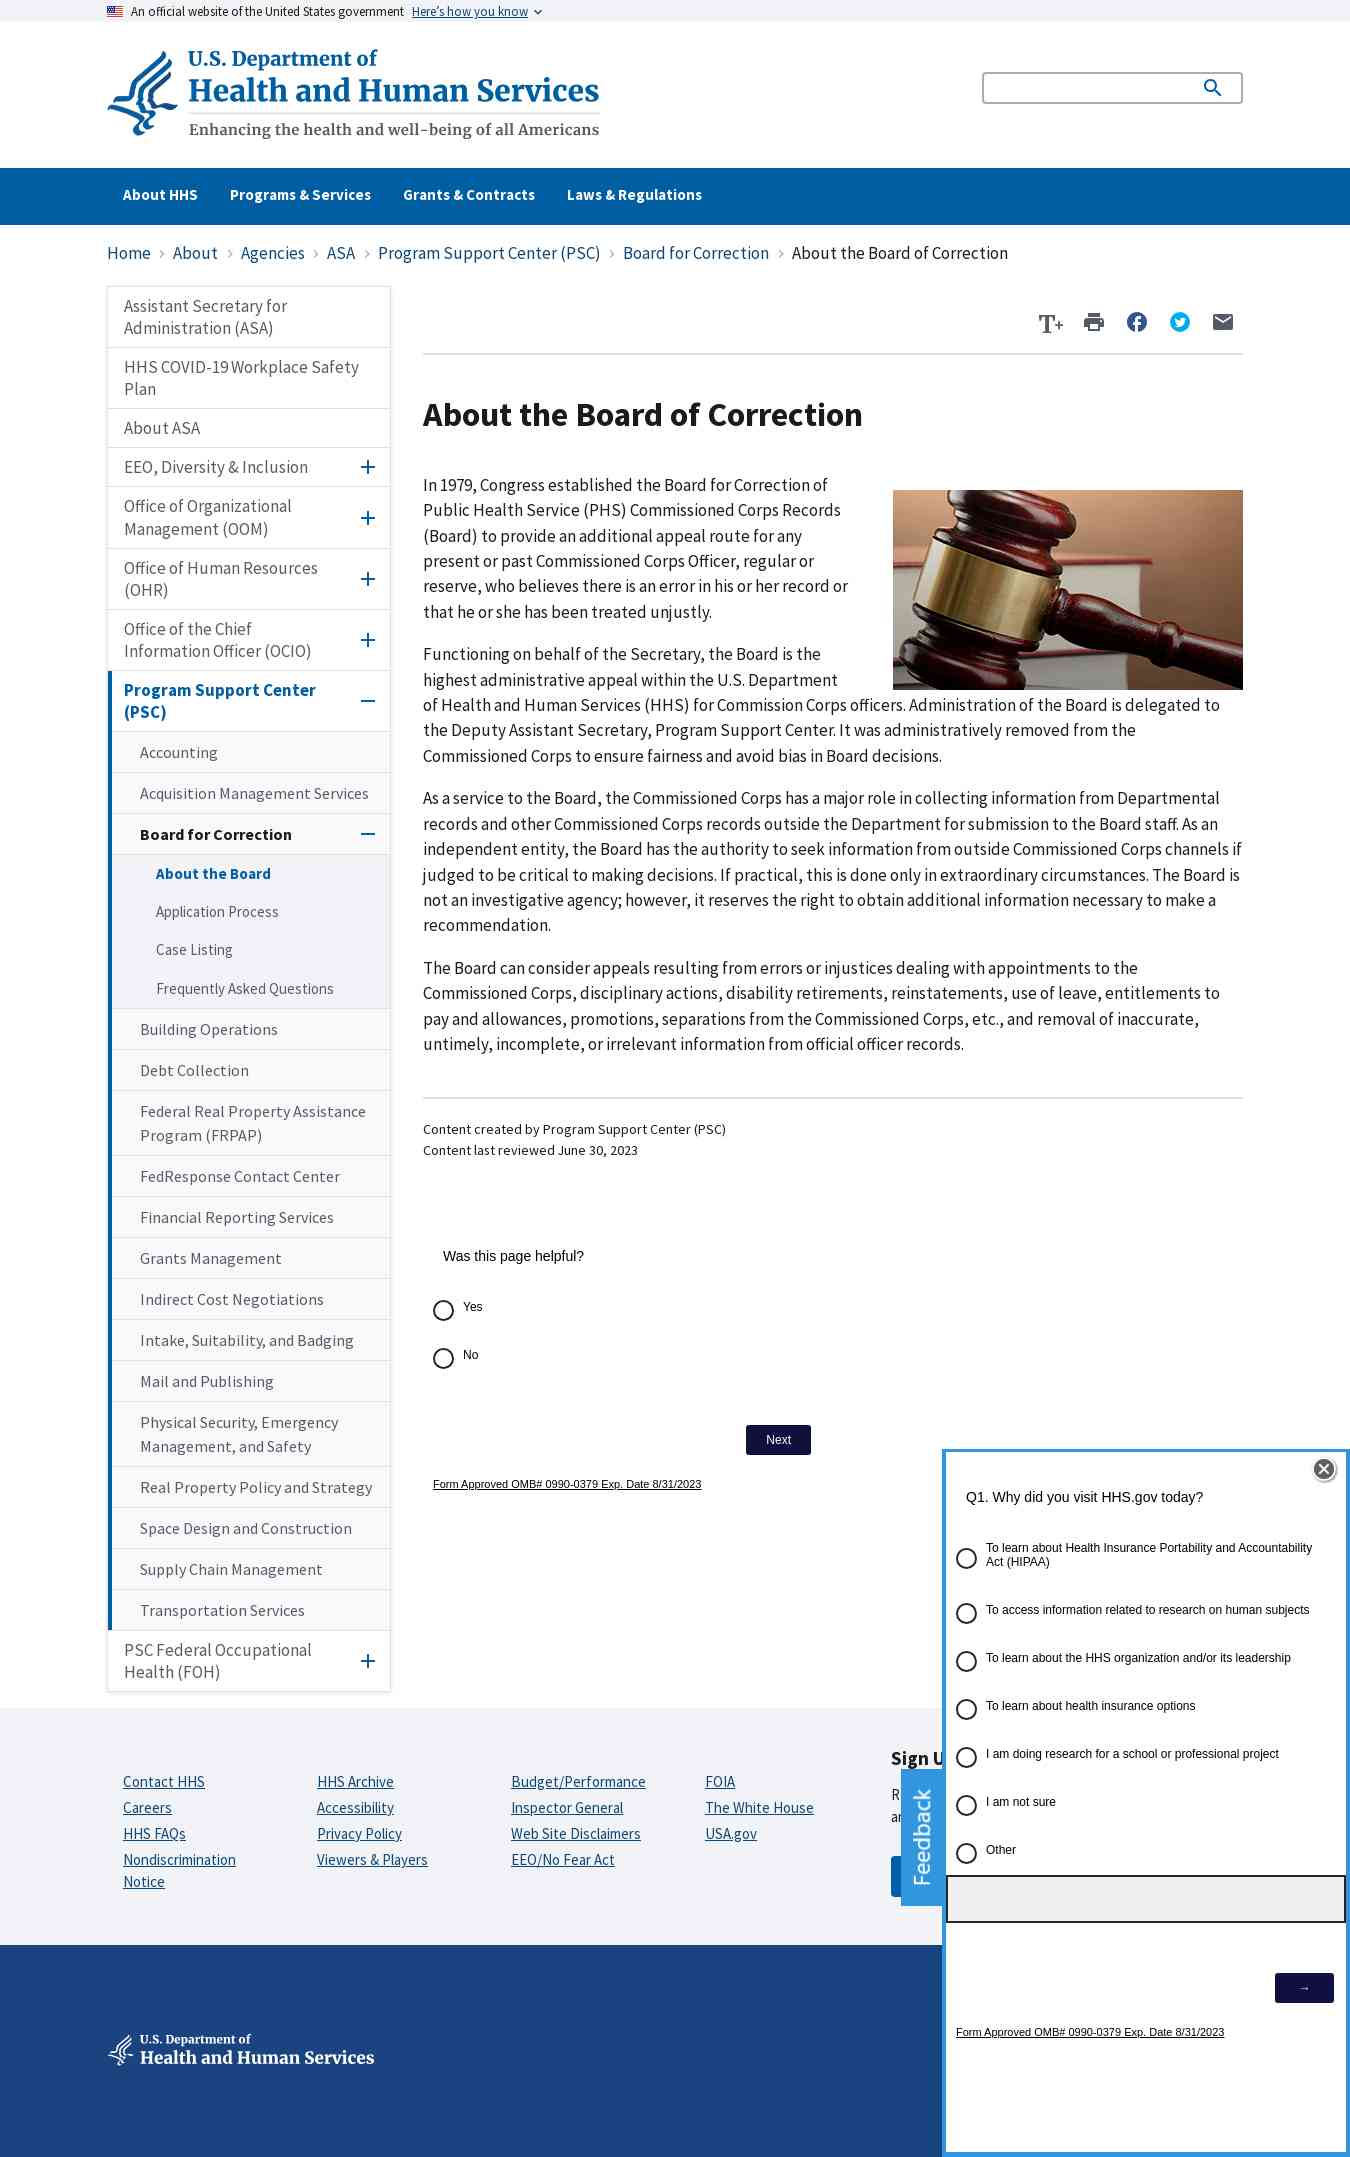 An official website of the United States government Here's how you know
U.S. Department of
Health and Human Services
Enhancing the health and well-being of all Americans
About HHS Programs & Services Grants & Contracts Laws & Regulations
Home > About > Agencies > ASA > Program Support Center (PSC) > Board for Correction > About the Board of Correction
Assistant Secretary for
Administration (ASA)
HHS COVID-19 Workplace Safety
Plan
About ASA
EEO, Diversity & Inclusion
Office of Organizational
Management (OOM)
Office of Human Resources
(OHR)
Office of the Chief
Information Officer (OCIO)
Program Support Center
(PSC)
Accounting
Acquisition Management Services
Board for Correction
About the Board
Application Process
Case Listing
Frequently Asked Questions
Building Operations
Debt Collection
Federal Real Property Assistance
Program (FRPAP)
FedResponse Contact Center
Financial Reporting Services
Grants Management
Indirect Cost Negotiations
Intake, Suitability, and Badging
Mail and Publishing
Physical Security, Emergency
Management, and Safety
Real Property Policy and Strategy
Space Design and Construction
Supply Chain Management
Transportation Services
PSC Federal Occupational
Health (FOH)
T+
About the Board of Correction
In 1979, Congress established the Board for Correction of
Public Health Service (PHS) Commissioned Corps Records
(Board) to provide an additional appeal route for any
present or past Commissioned Corps Officer, regular or
reserve, who believes there is an error in his or her record or
that he or she has been treated unjustly.
Functioning on behalf of the Secretary, the Board is the
highest administrative appeal within the U.S. Department
of Health and Human Services (HHS) for Commission Corps officers. Administration of the Board is delegated to
the Deputy Assistant Secretary, Program Support Center. It was administratively removed from the
Commissioned Corps to ensure fairness and avoid bias in Board decisions.
As a service to the Board, the Commissioned Corps has a major role in collecting information from Departmental
records and other Commissioned Corps records outside the Department for submission to the Board staff. As an
independent entity, the Board has the authority to seek information from outside Commissioned Corps channels if
judged to be critical to making decisions. If practical, this is done only in extraordinary circumstances. The Board is
not an investigative agency; however, it reserves the right to obtain additional information necessary to make a
recommendation.
The Board can consider appeals resulting from errors or injustices dealing with appointments to the
Commissioned Corps, disciplinary actions, disability retirements, reinstatements, use of leave, entitlements to
pay and allowances, promotions, separations from the Commissioned Corps, etc., and removal of inaccurate,
untimely, incomplete, or irrelevant information from official officer records.
Content created by Program Support Center (PSC)
Content last reviewed June 30, 2023
Was this page helpful?
Yes
No
Next
Form Approved OMB# 0990-0379 Exp. Date 8/31/2023
Q1. Why did you visit HHS.gov today?
To learn about Health Insurance Portability and Accountability
Act (HIPAA)
To access information related to research on human subjects
To learn about the HHS organization and/or its leadership
To learn about health insurance options
I am doing research for a school or professional project
I am not sure
Other
→
Form Approved OMB# 0990-0379 Exp. Date 8/31/2023
Feedback
Sign
Contact HHS
Careers
HHS FAQs
Nondiscrimination
Notice
HHS Archive
Accessibility
Privacy Policy
Viewers & Players
Budget/Performance
Inspector General
Web Site Disclaimers
EEO/No Fear Act
FOIA
The White House
USA.gov
U.S. Department of
Health and Human Services